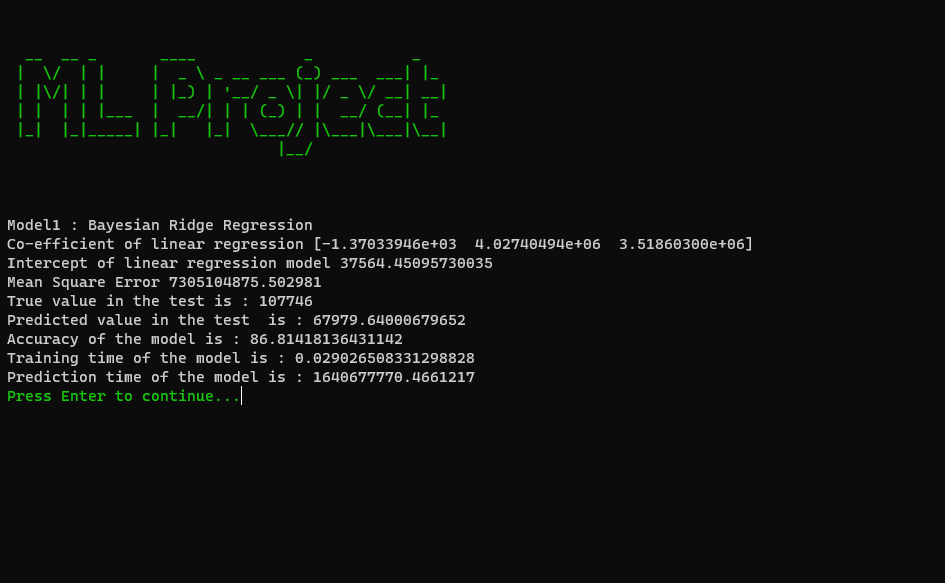 ML Project
Model1 : Bayesian Ridge Regression
Co-efficient of linear regression [-1.37033946e+03  4.02740494e+06  3.51860300e+06]
Intercept of linear regression model 37564.45095730035
Mean Square Error 7305104875.502981
True value in the test is : 107746
Predicted value in the test  is : 67979.64000679652
Accuracy of the model is : 86.81418136431142
Training time of the model is : 0.029026508331298828
Prediction time of the model is : 1640677770.4661217
Press Enter to continue...